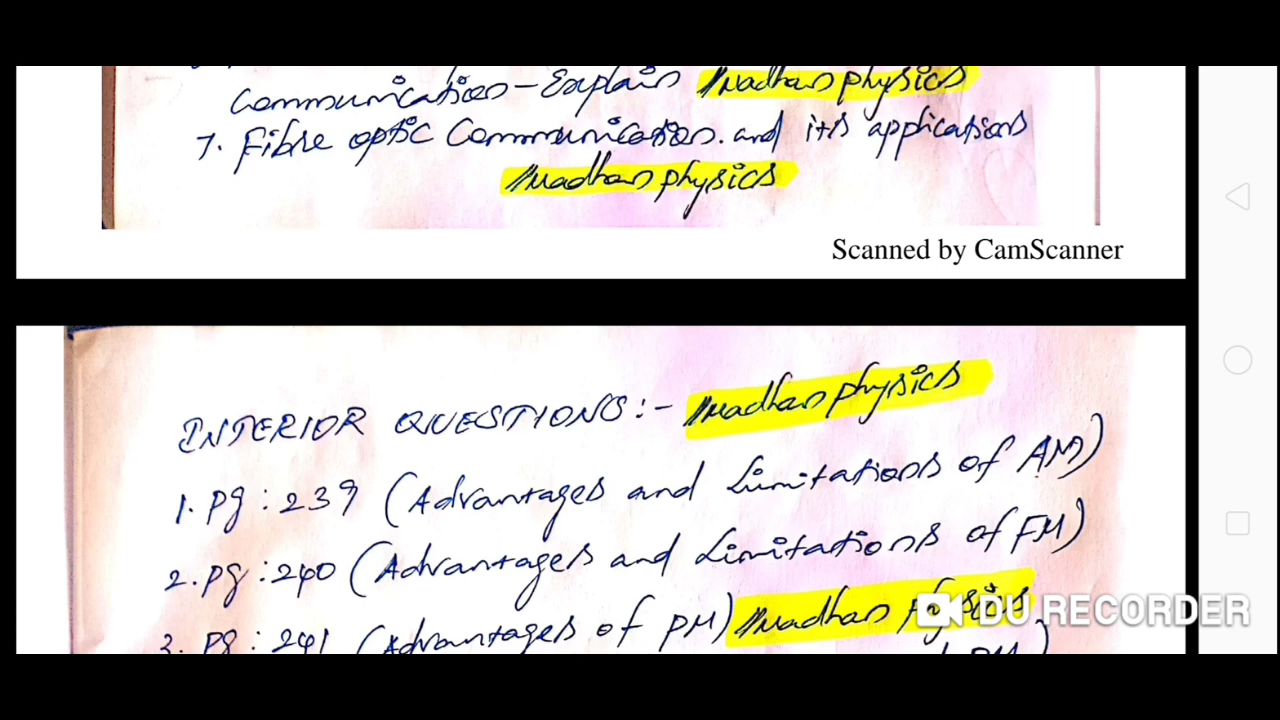 Communication - Explain Madhan physics
7. Fibre optic Communication. and it's applications
Madhan physics
Scanned by CamScanner
INTERIOR QUESTIONS:- Madhan physics
1. Pg : 239 (Advantages and Limitations of AM)
2. pg : 240 (Advantages and Limitations of FM)
3. Pg : 241 (Advantages of PM) Madhan physics
DU RECORDER